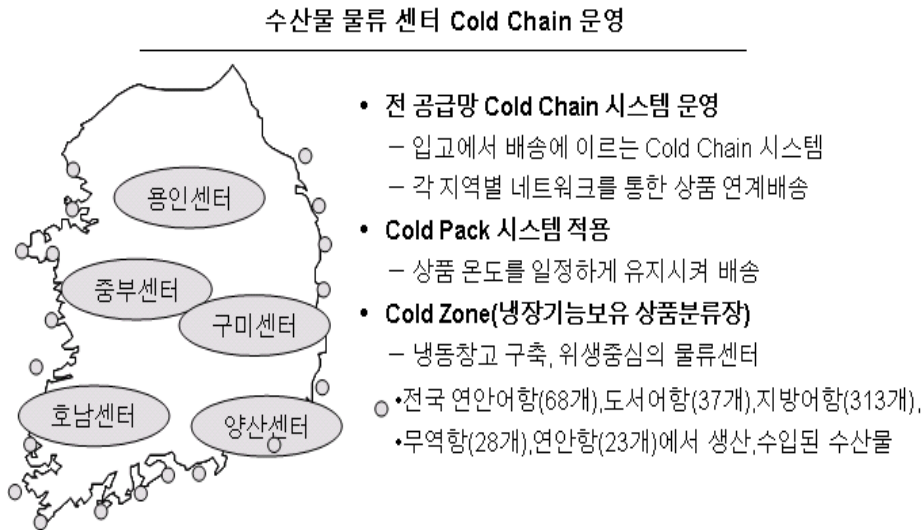 수산물 물류 센터 Cold Chain 운영
용인센터
중부센터
구미센터
호남센터
양산센터
• 전 공급망 Cold Chain 시스템 운영
– 입고에서 배송에 이르는 Cold Chain 시스템
– 각 지역별 네트워크를 통한 상품 연계배송
• Cold Pack 시스템 적용
– 상품 온도를 일정하게 유지시켜 배송
• Cold Zone(냉장기능보유 상품분류장)
– 냉동창고 구축, 위생중심의 물류센터
•전국 연안어항(68개),도서어항(37개),지방어항(313개),
•무역항(28개),연안항(23개)에서 생산,수입된 수산물